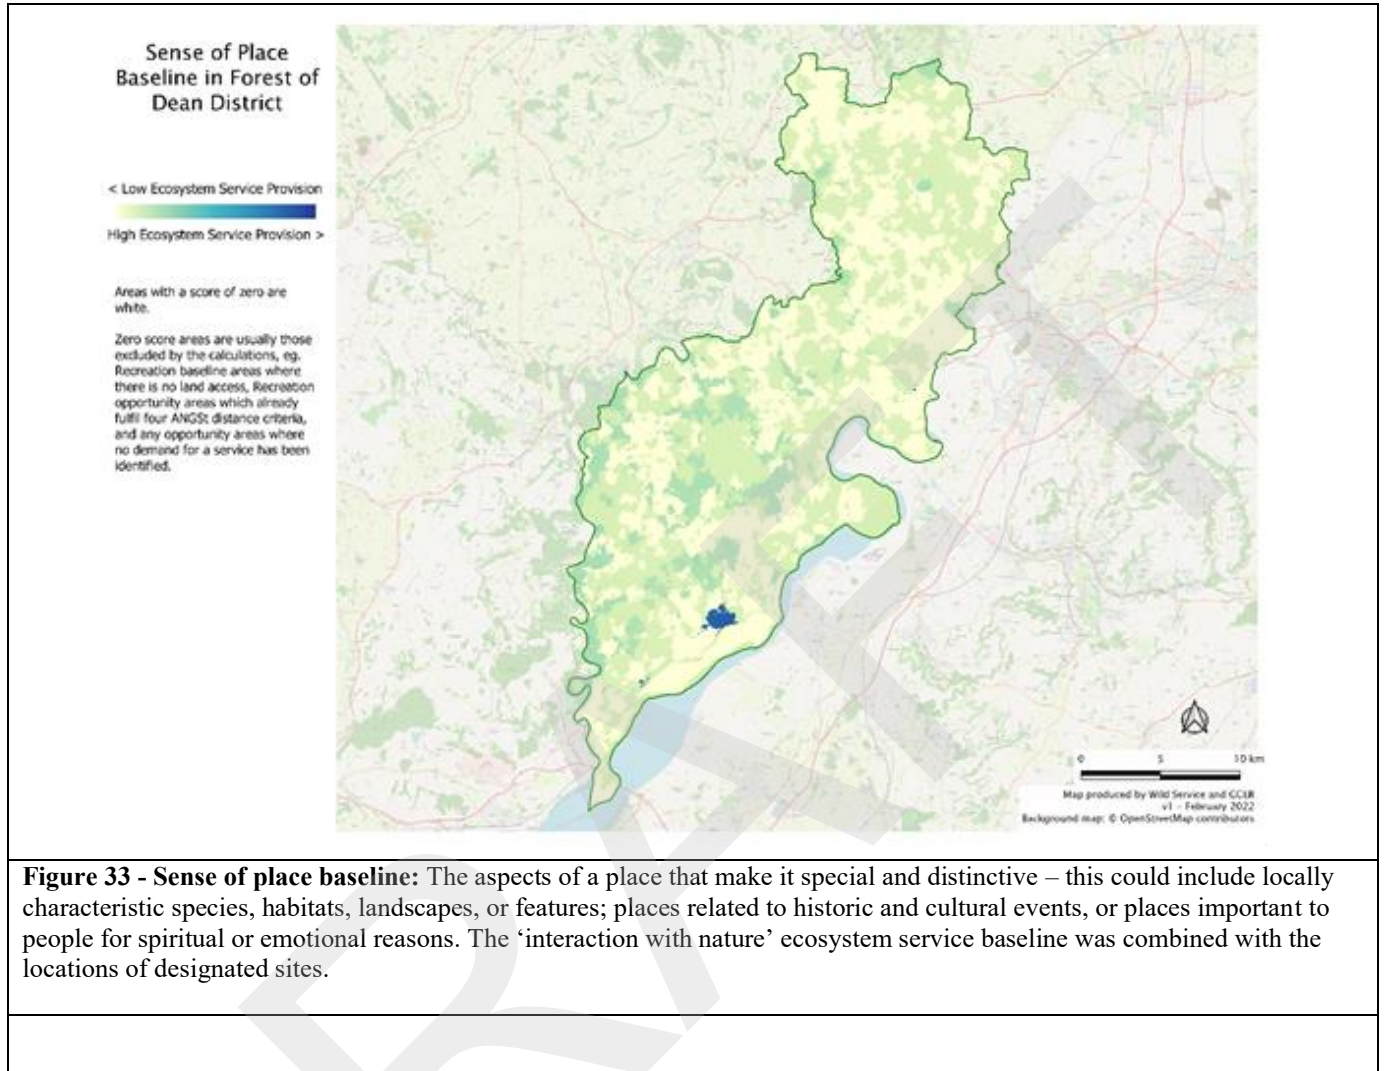 Sense of Place
Baseline in Forest of
Dean District
< Low Ecosystem Service Provision
High Ecosystem Service Provision >
Areas with a score of zero are
white.
Zero score areas are usually those
excluded by the calculations, eg.
Recreation baseline areas where
there is no land access, Recreation
opportunity areas which already
fulfil four ANGSt distance criteria,
and any opportunity areas where
no demand for a service has been
identified.
0 5 10 km
Map produced by Wild Service and GCER
v1 - February 2022
Background map: © OpenStreetMap contributors
Figure 33 - Sense of place baseline: The aspects of a place that make it special and distinctive – this could include locally
characteristic species, habitats, landscapes, or features; places related to historic and cultural events, or places important to
people for spiritual or emotional reasons. The ‘interaction with nature’ ecosystem service baseline was combined with the
locations of designated sites.